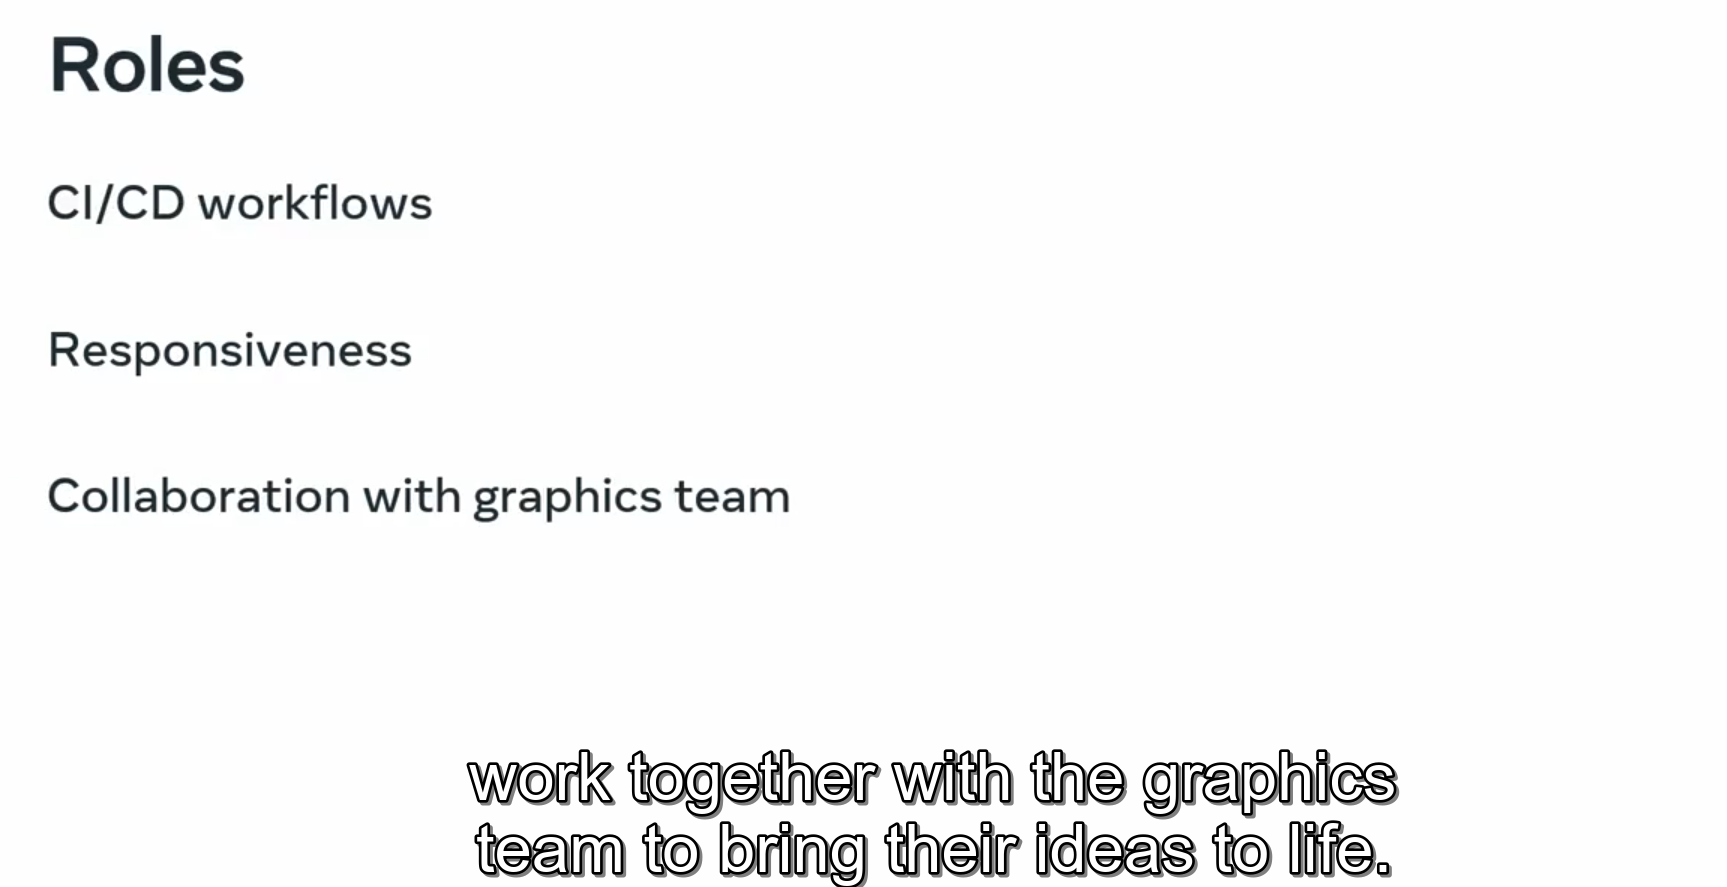 Roles
CI/CD workflows
Responsiveness
Collaboration with graphics team
work together with the graphics
team to bring their ideas to life.